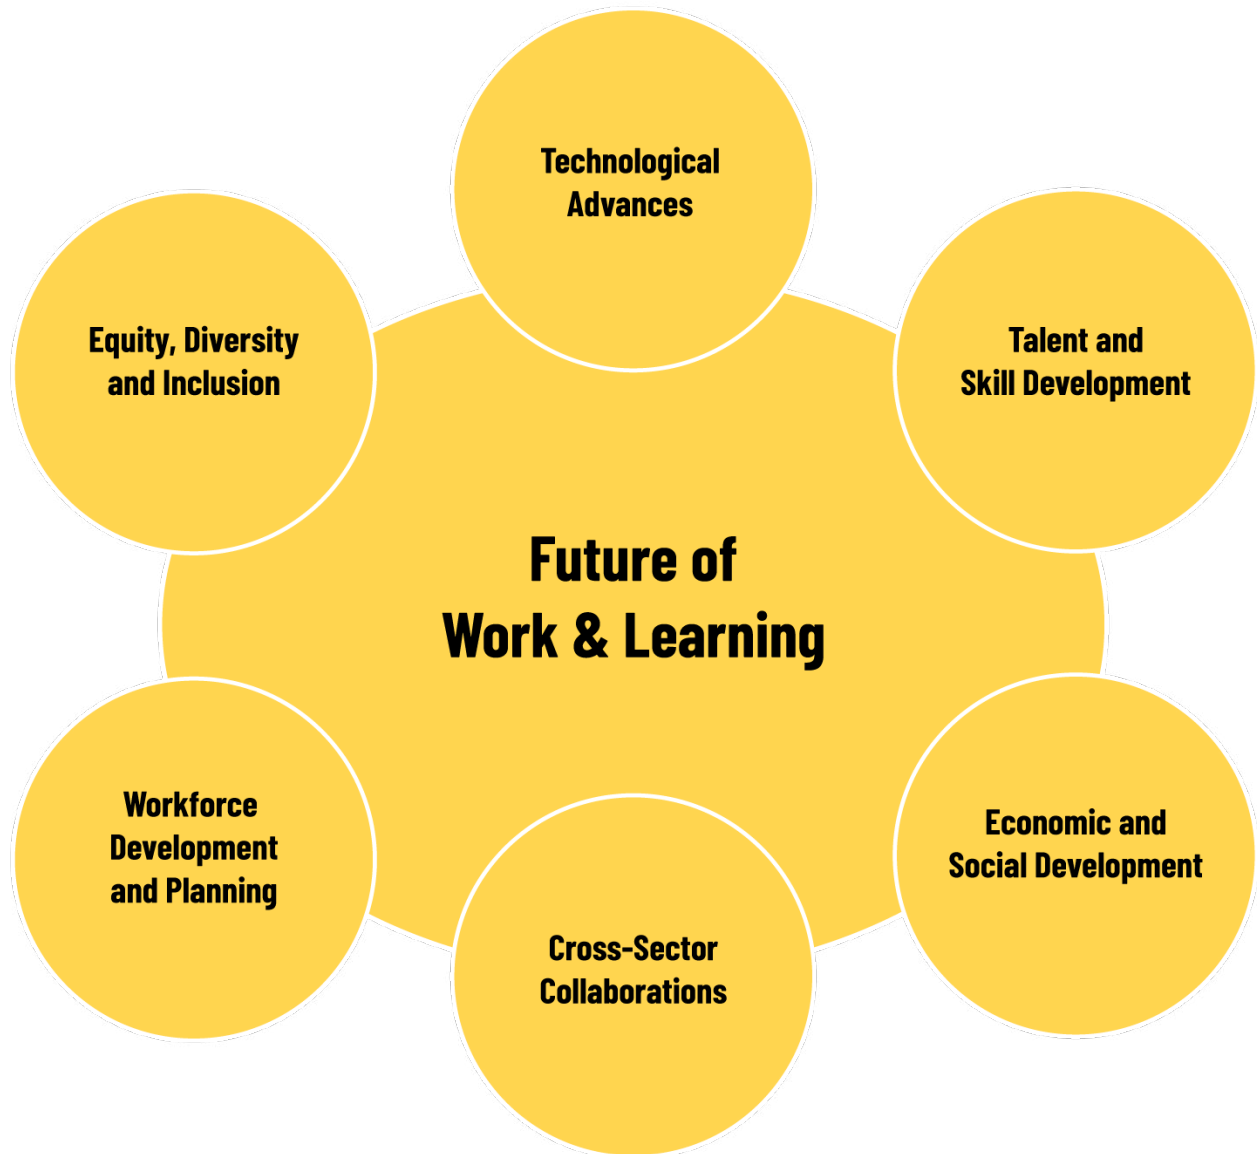 Technological
Advances
Equity, Diversity
and Inclusion
Talent and
Skill Development
Future of
Work & Learning
Workforce
Development
and Planning
Economic and
Social Development
Cross-Sector
Collaborations